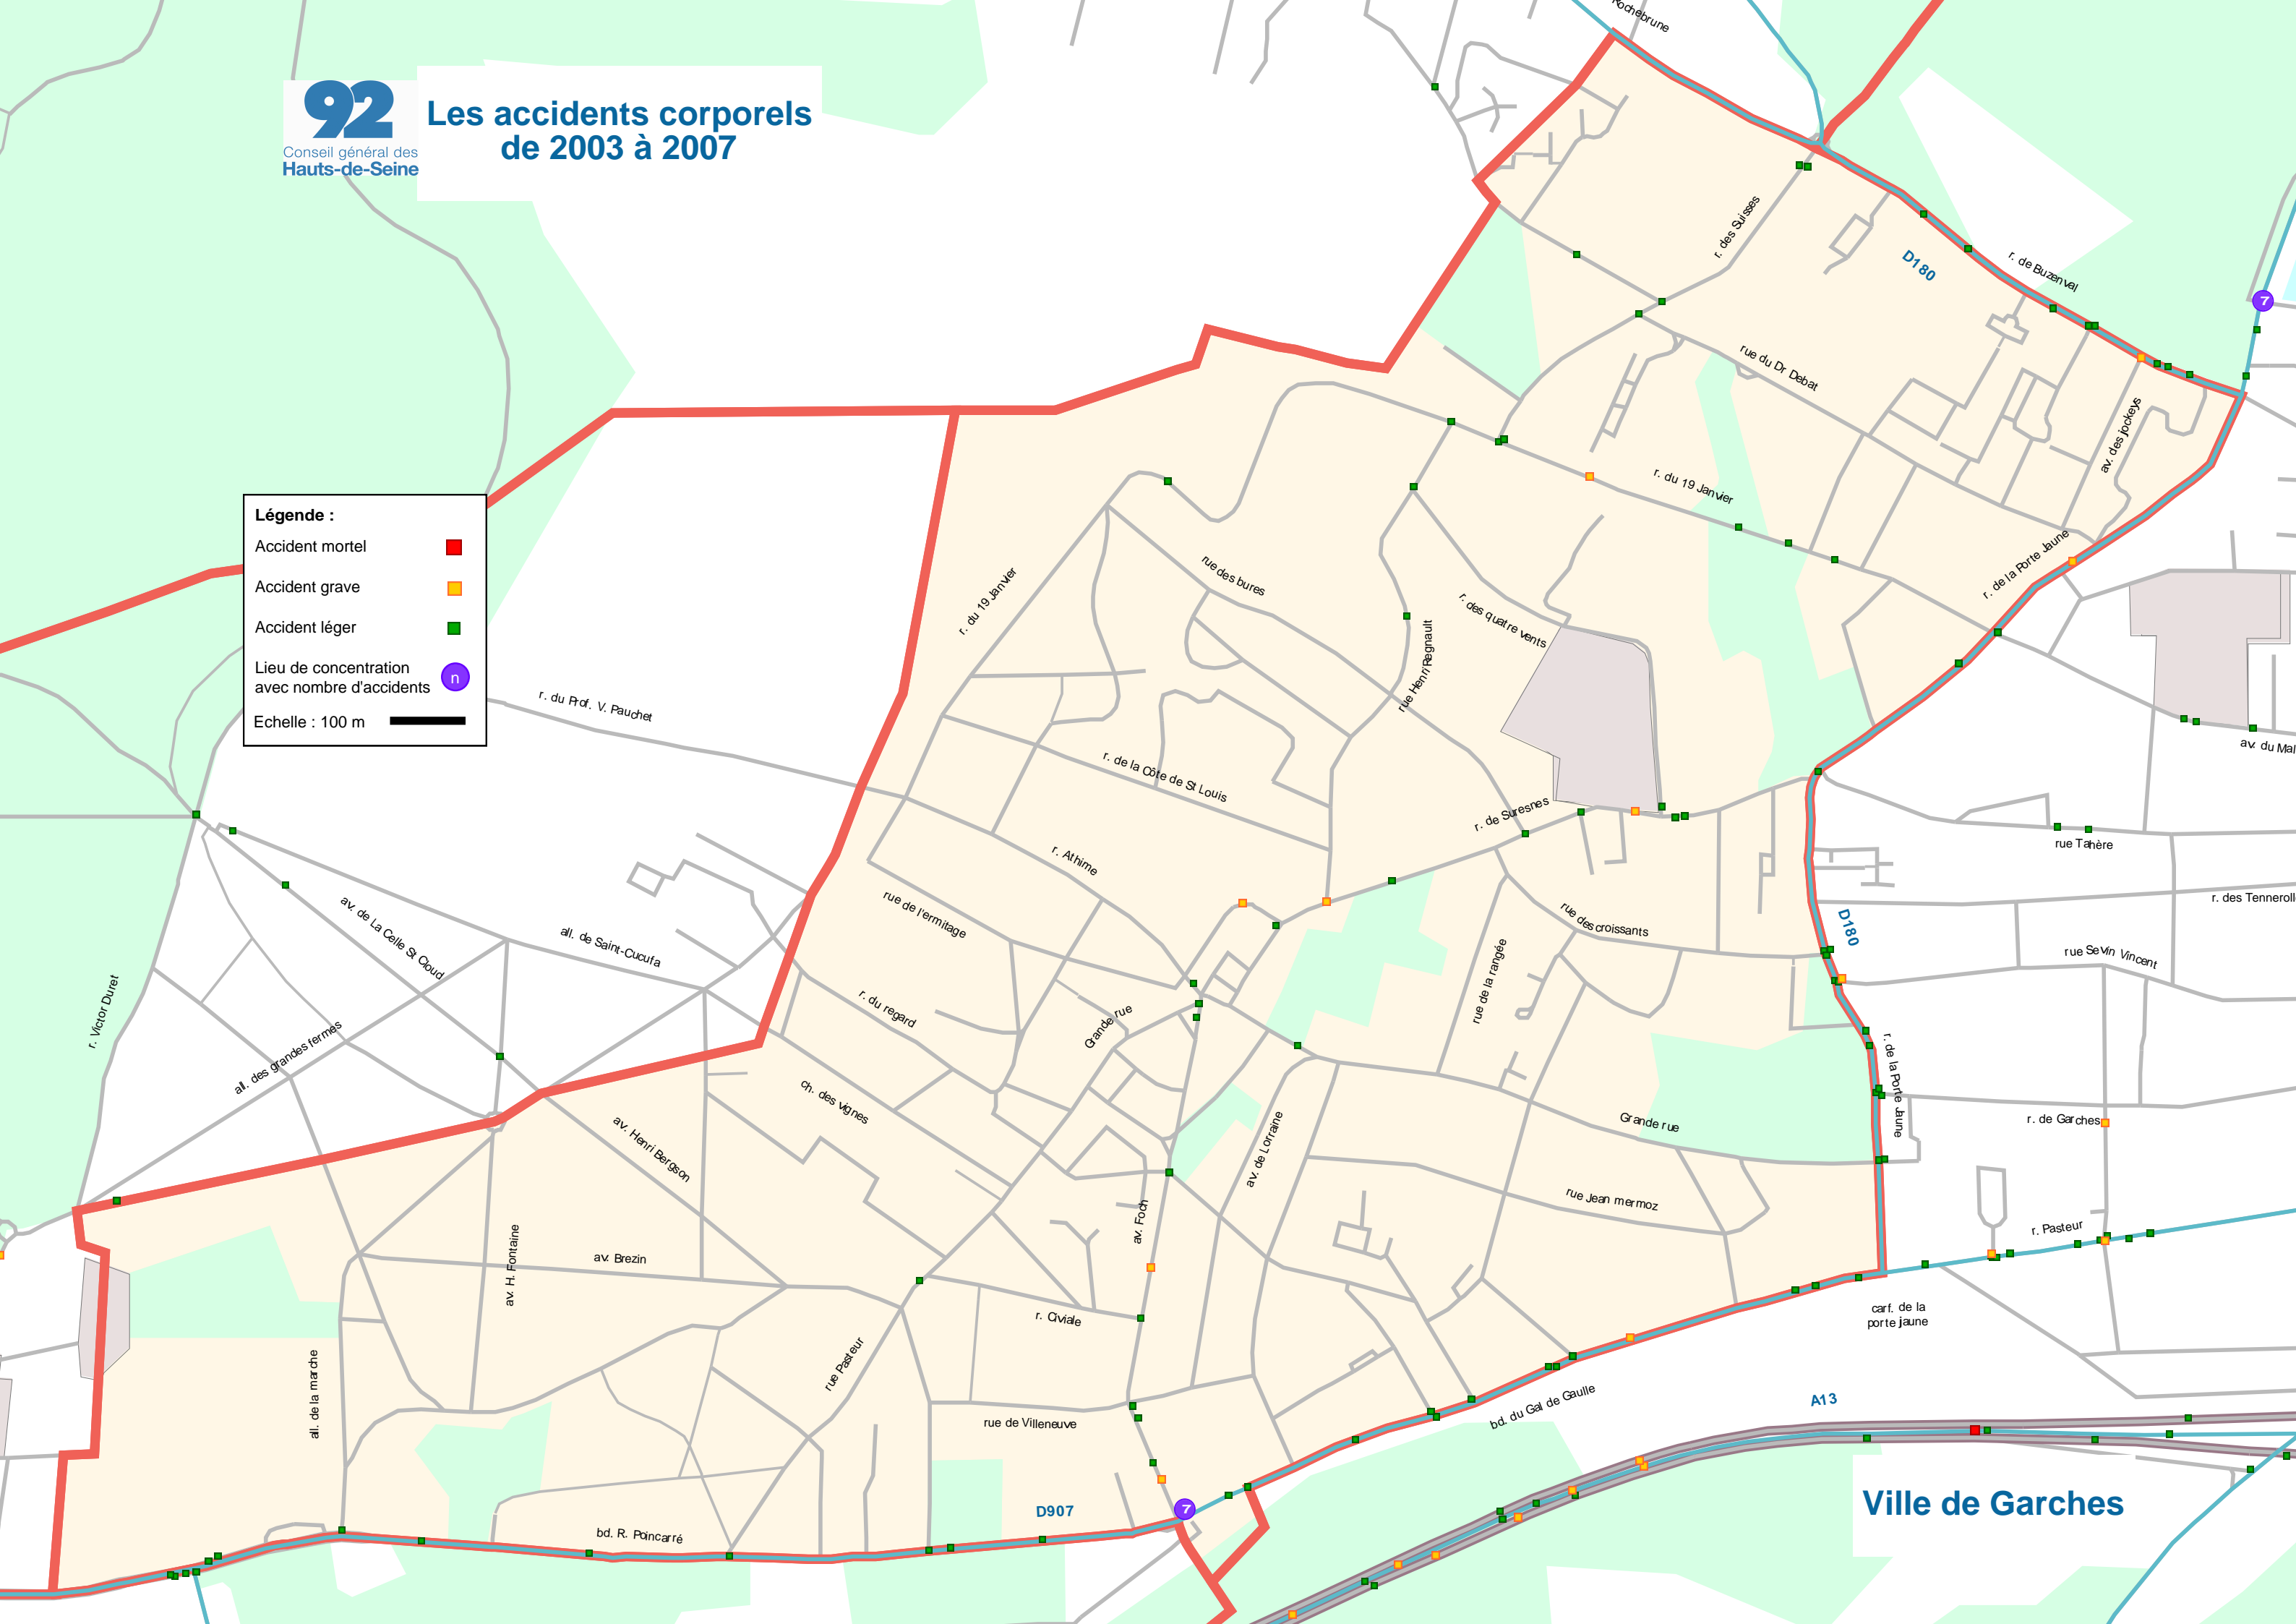 Rochebrune
92
Conseil général des
Hauts-de-Seine
Les accidents corporels
de 2003 à 2007
r. des Suisses
D180
r. de Buzenval
7
rue du Dr Debat
av. des jockeys
r. du 19 Janvier
Légende :
Accident mortel
Accident grave
Accident léger
Lieu de concentration
avec nombre d'accidents
n
Echelle : 100 m
r. du 19 Janvier
rue des bures
r. des quatre vents
rue Henri Regnault
r. de la Porte Jaune
r. du Prof. V. Pauchet
r. de la Côte de St Louis
r. de Suresnes
av. du Mal
rue Tahère
r. Athime
rue de l'ermitage
r. des Tenneroll
av. de La Celle St Cloud
all. de Saint-Cucufa
rue des croissants
D180
rue Sevin Vincent
r. Victor Duret
all. des grandes fermes
r. du regard
Grande rue
rue de la rangée
r. de la Porte Jaune
ch. des vignes
av. Henri Bergson
av. de Lorraine
Grande rue
r. de Garches
rue Jean mermoz
r. Pasteur
av. Foch
av. H. Fontaine
av. Brezin
r. Civiale
carf. de la
porte jaune
all. de la marche
rue Pasteur
rue de Villeneuve
bd. du Gal de Gaulle
A13
D907
7
bd. R. Poincarré
Ville de Garches